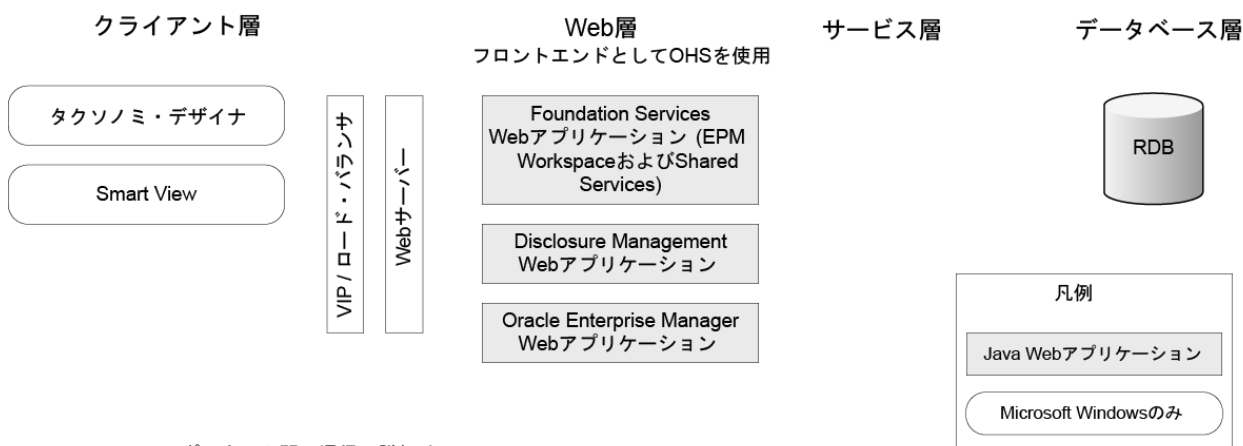 クライアント層
Web層
フロントエンドとしてOHSを使用
サービス層
データベース層
タクソノミ・デザイナ
Smart View
VIP / ロード・バランサ
Webサーバー
Foundation Services
Webアプリケーション (EPM
WorkspaceおよびShared
Services)
Disclosure Management
Webアプリケーション
Oracle Enterprise Manager
Webアプリケーション
RDB
凡例
Java Webアプリケーション
Microsoft Windowsのみ